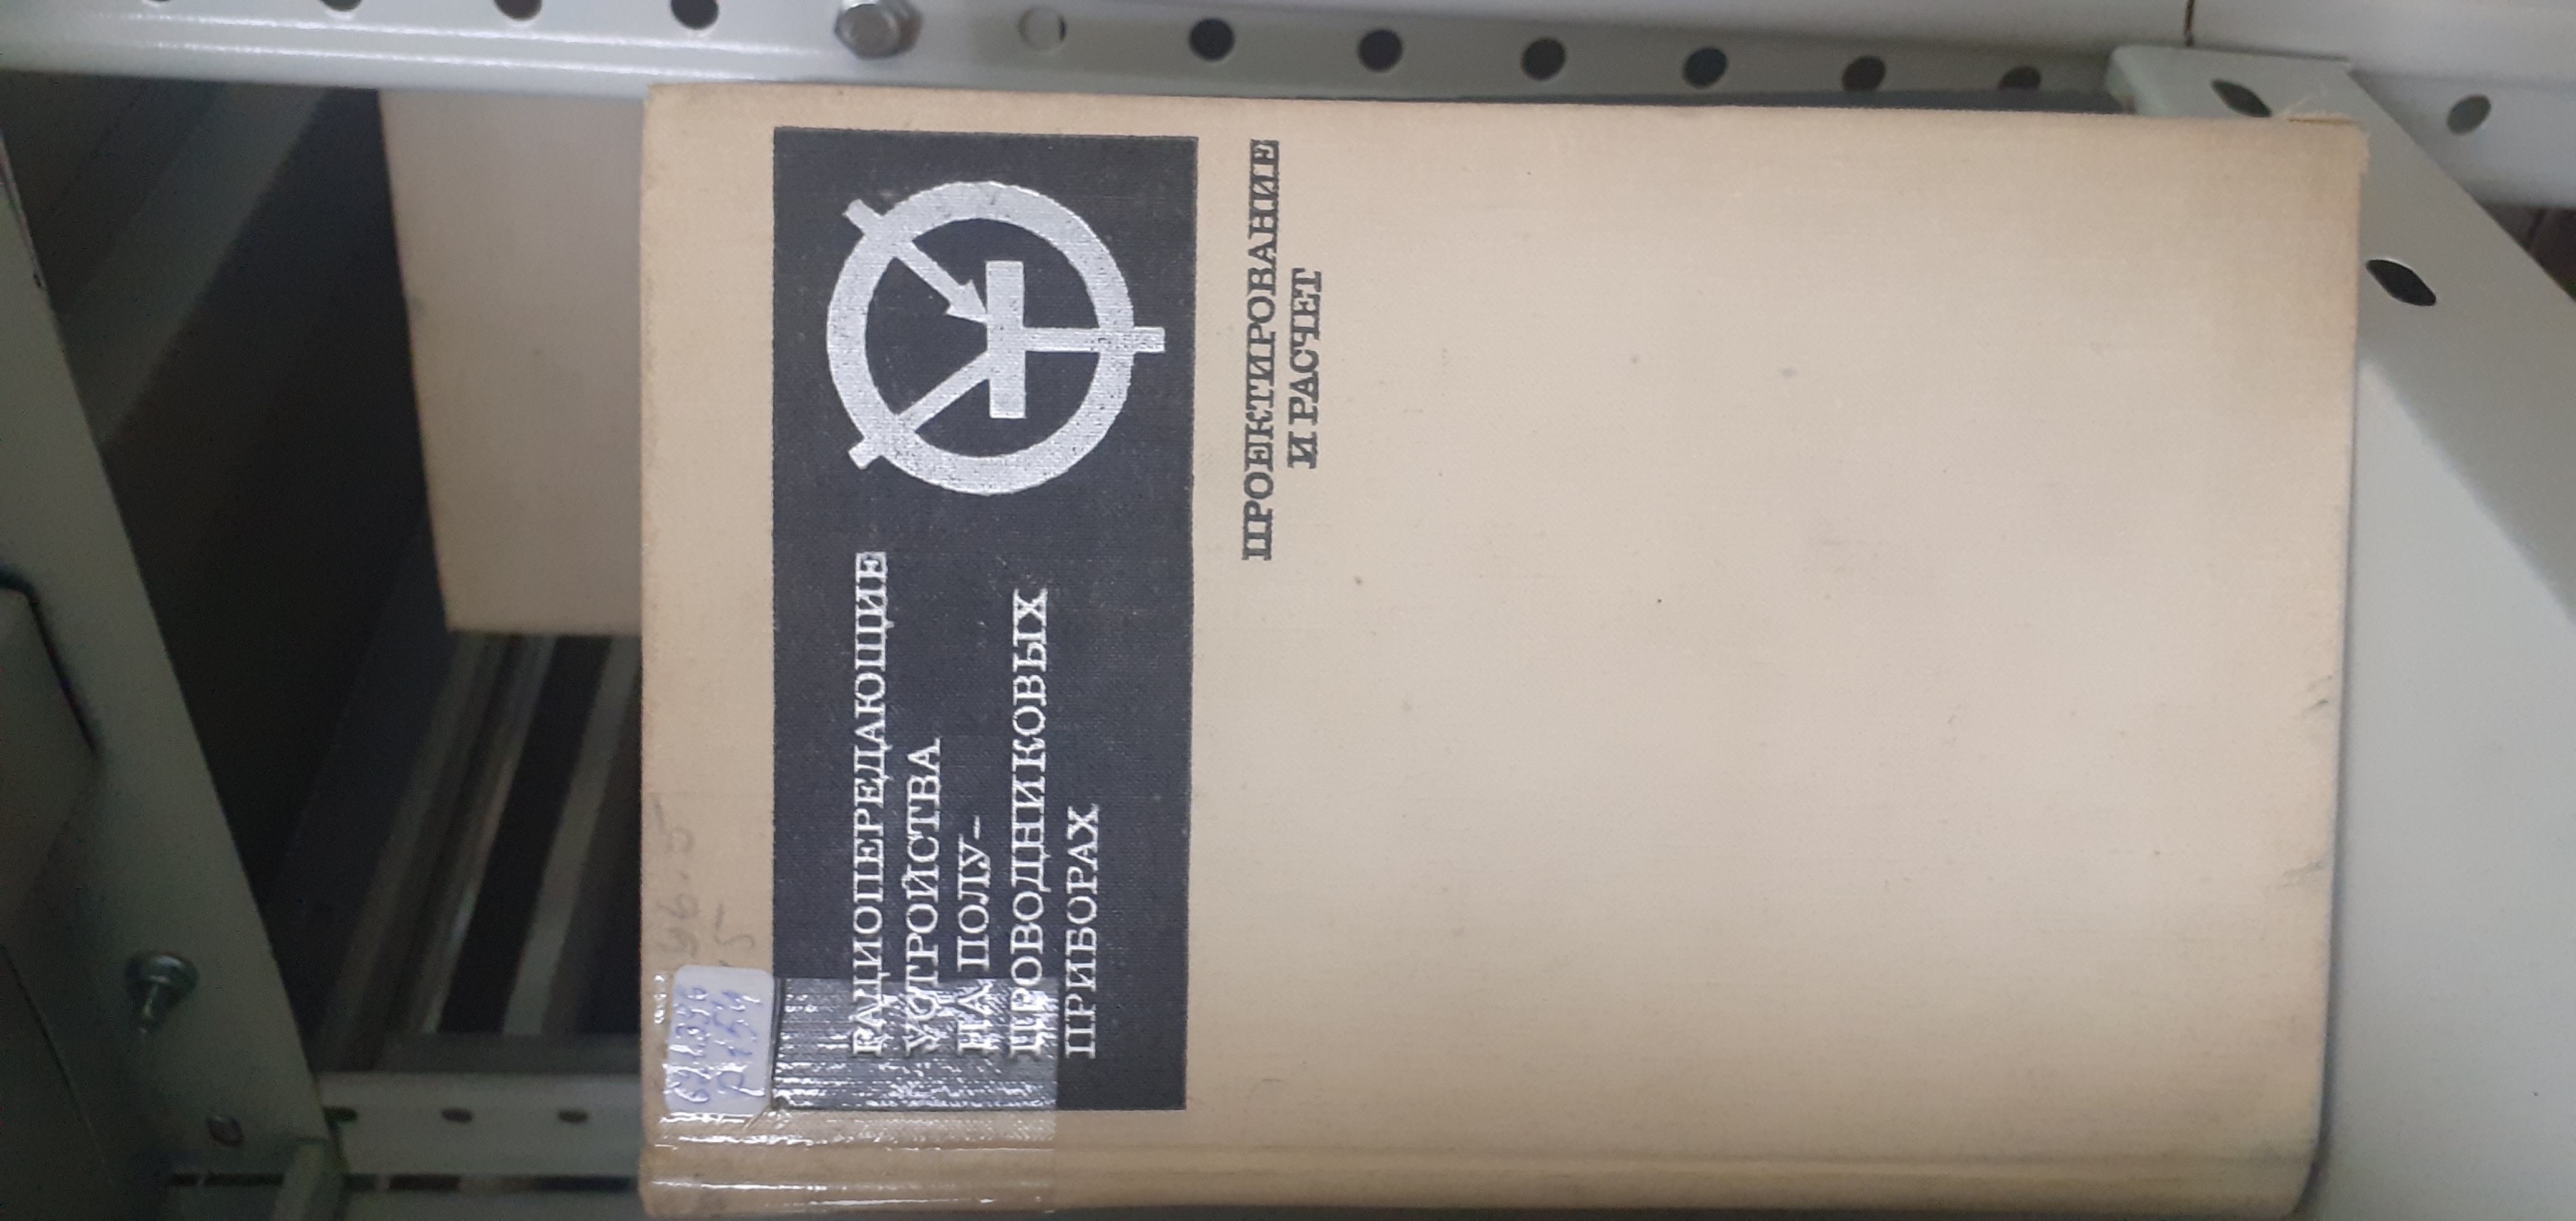 РАДИОПЕРЕДАЮЩИЕ
УСТРОЙСТВА
НА ПОЛУ-
ПРОВОДНИКОВЫХ
ПРИБОРАХ
ПРОЕКТИРОВАНИЕ
И РАСЧЕТ